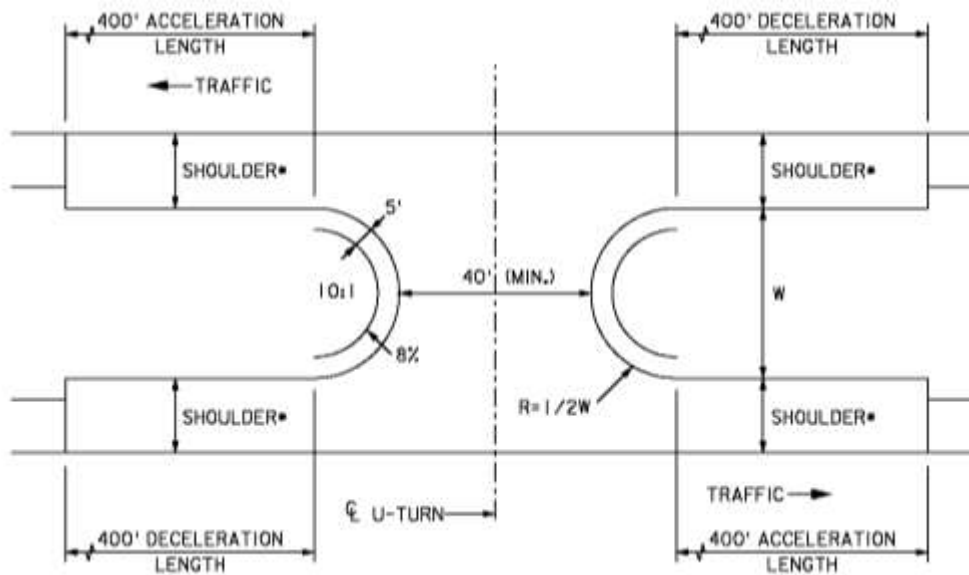 400' ACCELERATION
LENGTH
400' DECELERATION
LENGTH
TRAFFIC
SHOULDER*
SHOULDER*
5'
10:1
40' (MIN.)
W
8%
R=1/2W
SHOULDER*
SHOULDER*
TRAFFIC
℄ U-TURN
400' DECELERATION
LENGTH
400' ACCELERATION
LENGTH